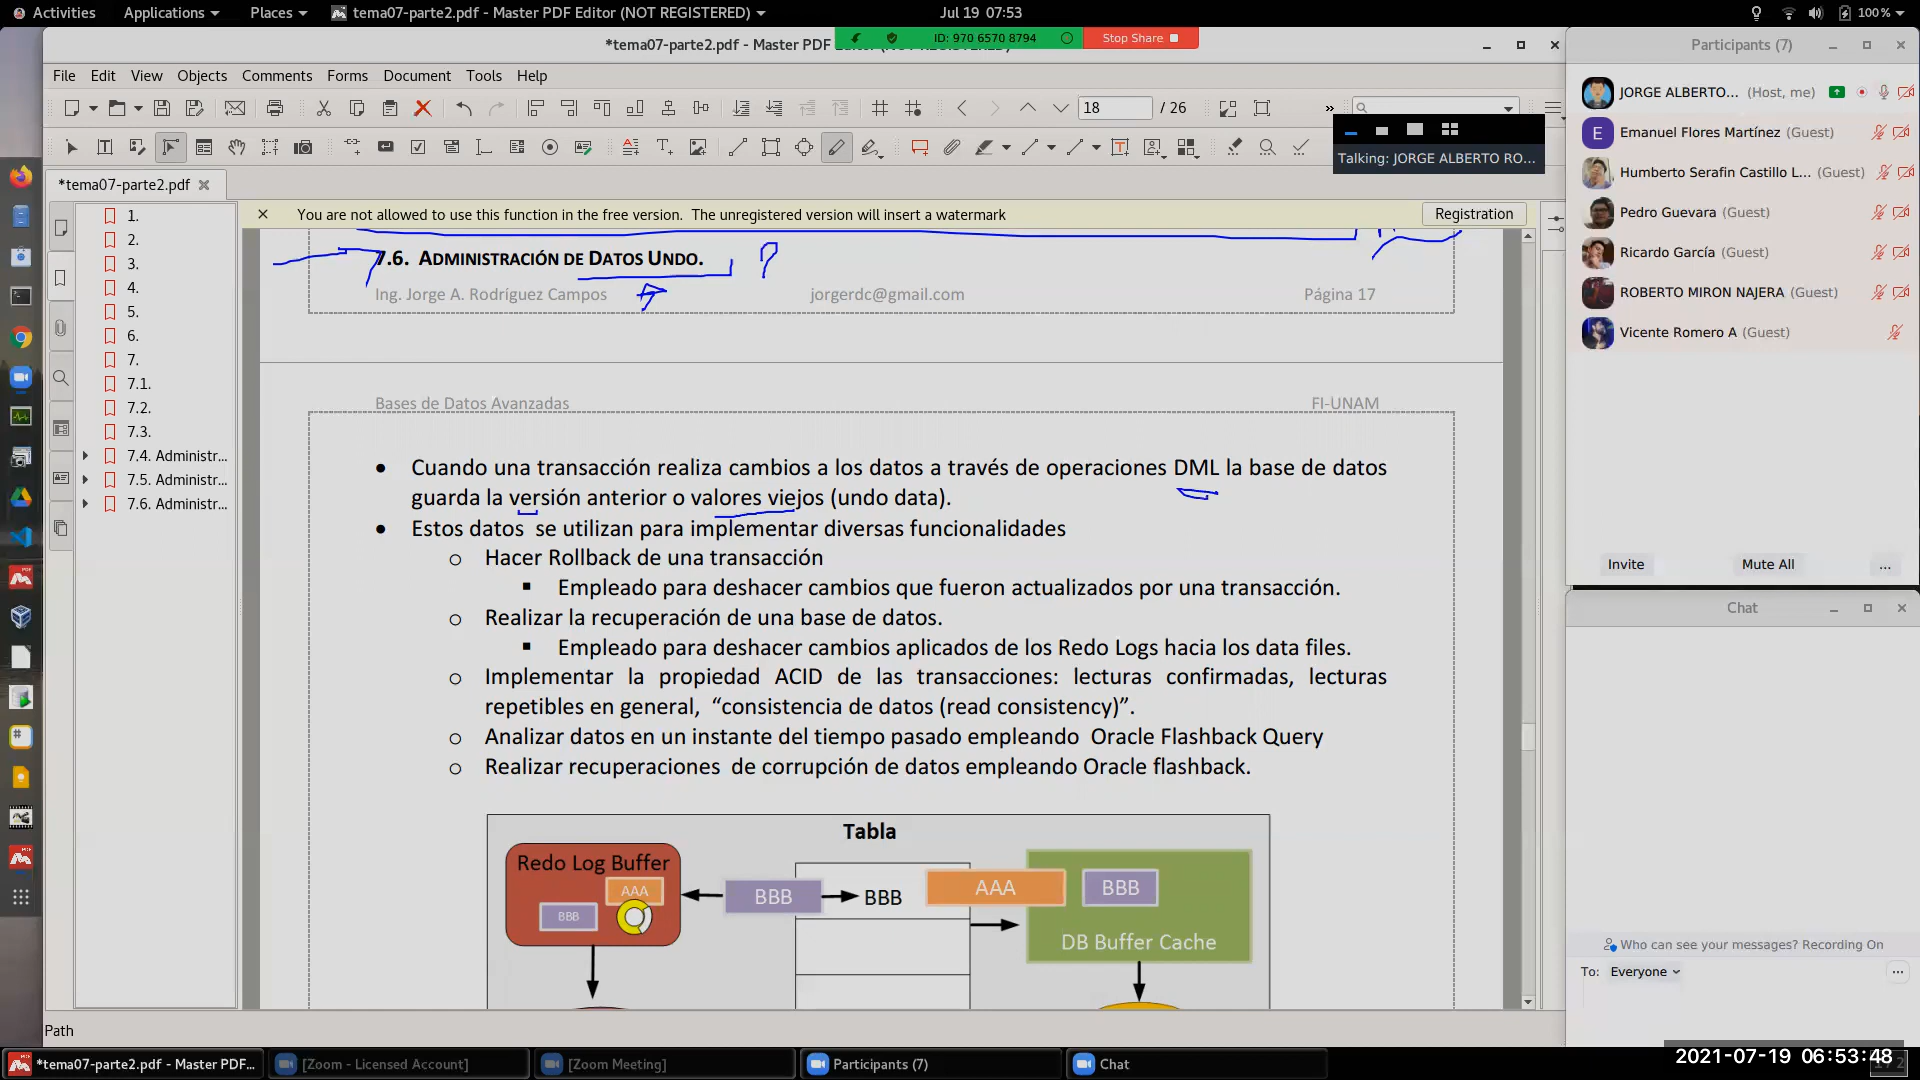 Activities
Applications
Places
tema07-parte2.pdf - Master PDF Editor (NOT REGISTERED)
Jul 19 07:53
100%
*tema07-parte2.pdf - Master PDF
ID: 970 6570 8794
Stop Share
File Edit View Objects Comments Forms Document Tools Help
18 / 26
Talking: JORGE ALBERTO RO...
*tema07-parte2.pdf
You are not allowed to use this function in the free version. The unregistered version will insert a watermark
Registration
1.
2.
3.
4.
5.
6.
7.
7.1.
7.2.
7.3.
7.4. Administr...
7.5. Administr...
7.6. Administr...
7.6. ADMINISTRACIÓN DE DATOS UNDO.
Ing. Jorge A. Rodríguez Campos jorgerdc@gmail.com Página 17
Bases de Datos Avanzadas FI-UNAM
• Cuando una transacción realiza cambios a los datos a través de operaciones DML la base de datos
guarda la versión anterior o valores viejos (undo data).
• Estos datos se utilizan para implementar diversas funcionalidades
o Hacer Rollback de una transacción
▪ Empleado para deshacer cambios que fueron actualizados por una transacción.
o Realizar la recuperación de una base de datos.
▪ Empleado para deshacer cambios aplicados de los Redo Logs hacia los data files.
o Implementar la propiedad ACID de las transacciones: lecturas confirmadas, lecturas
repetibles en general, “consistencia de datos (read consistency)”.
o Analizar datos en un instante del tiempo pasado empleando Oracle Flashback Query
o Realizar recuperaciones de corrupción de datos empleando Oracle flashback.
Tabla
Redo Log Buffer
AAA
BBB
BBB
BBB
AAA
BBB
DB Buffer Cache
Path
Participants (7)
JORGE ALBERTO... (Host, me)
E
Emanuel Flores Martínez (Guest)
Humberto Serafin Castillo L... (Guest)
Pedro Guevara (Guest)
Ricardo García (Guest)
ROBERTO MIRON NAJERA (Guest)
Vicente Romero A (Guest)
Invite
Mute All
...
Chat
Who can see your messages? Recording On
To: Everyone
*tema07-parte2.pdf - Master PDF...
[Zoom - Licensed Account]
[Zoom Meeting]
Participants (7)
Chat
2021-07-19 06:53:48